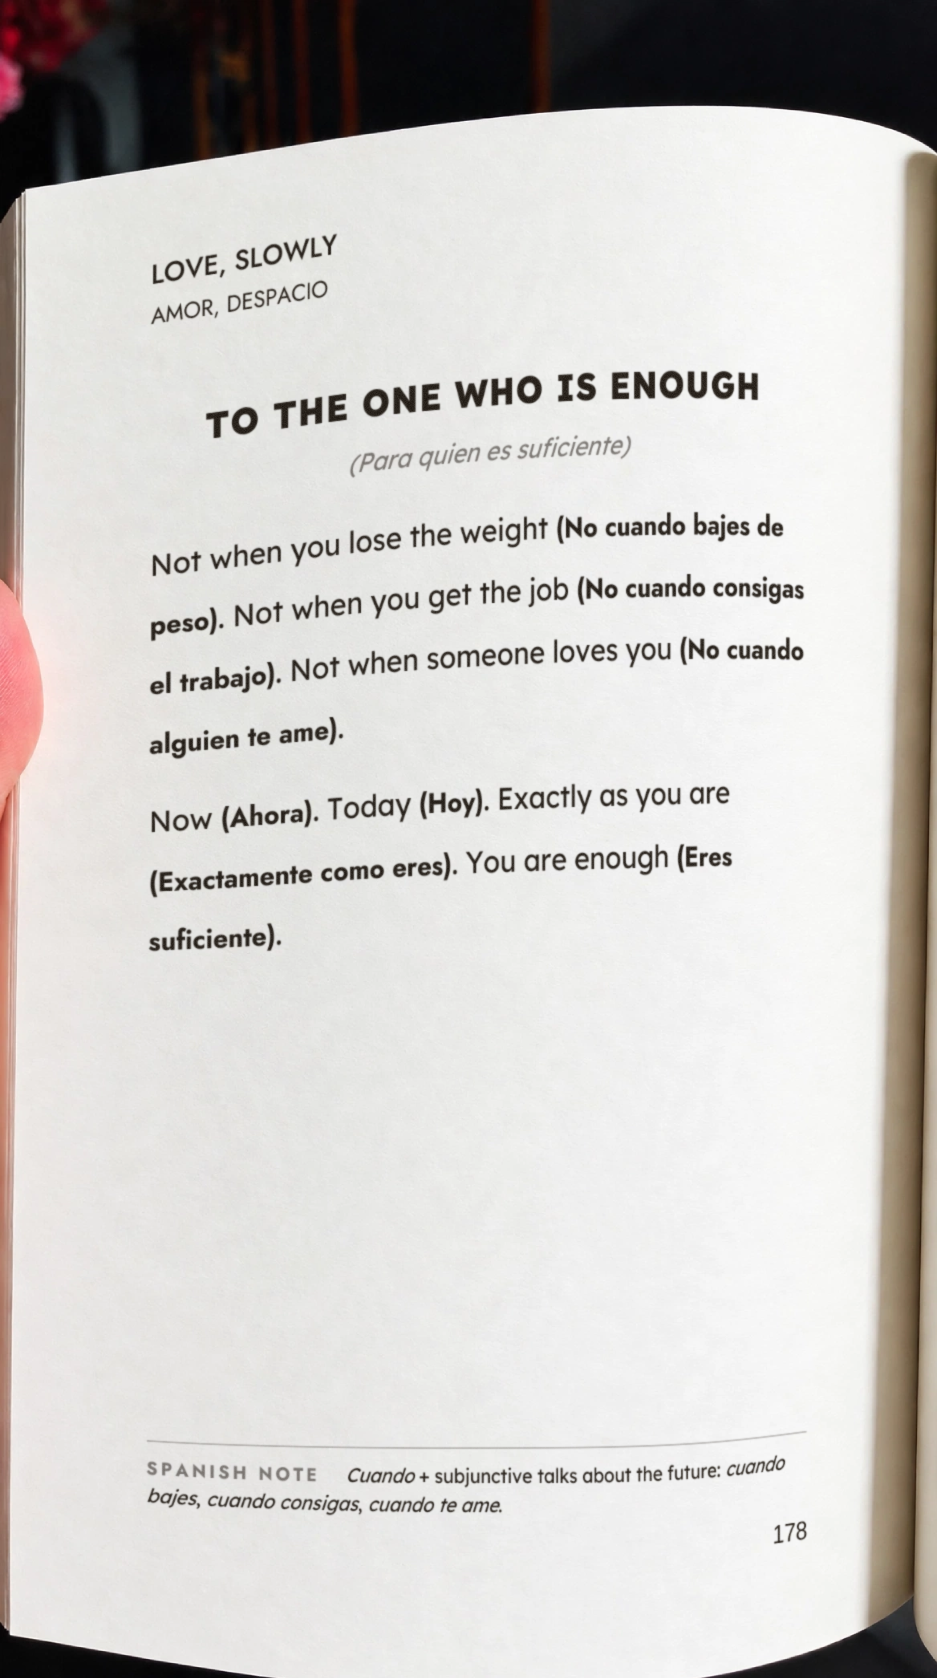 LOVE, SLOWLY
AMOR, DESPACIO
TO THE ONE WHO IS ENOUGH
(Para quien es suficiente)
Not when you lose the weight (No cuando bajes de
peso). Not when you get the job (No cuando consigas
el trabajo). Not when someone loves you (No cuando
alguien te ame).
Now (Ahora). Today (Hoy). Exactly as you are
(Exactamente como eres). You are enough (Eres
suficiente).
SPANISH NOTE Cuando + subjunctive talks about the future: cuando
bajes, cuando consigas, cuando te ame.
178